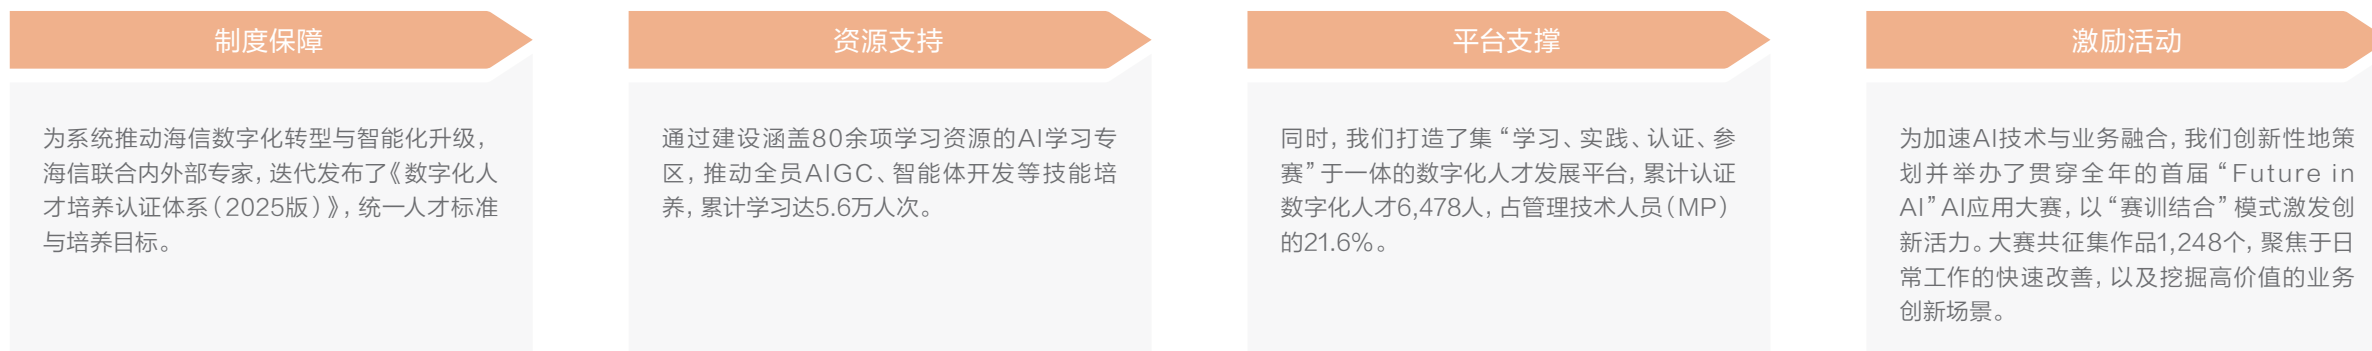 制度保障
为系统推动海信数字化转型与智能化升级，
海信联合内外部专家，迭代发布了《数字化人
才培养认证体系（2025版）》，统一人才标准
与培养目标。
资源支持
通过建设涵盖80余项学习资源的AI学习专
区，推动全员AIGC、智能体开发等技能培
养，累计学习达5.6万人次。
平台支撑
同时，我们打造了集“学习、实践、认证、参
赛”于一体的数字化人才发展平台，累计认证
数字化人才6,478人，占管理技术人员（MP）
的21.6%。
激励活动
为加速AI技术与业务融合，我们创新性地策
划并举办了贯穿全年的首届“Future in
AI”AI应用大赛，以“赛训结合”模式激发创
新活力。大赛共征集作品1,248个，聚焦于日
常工作的快速改善，以及挖掘高价值的业务
创新场景。